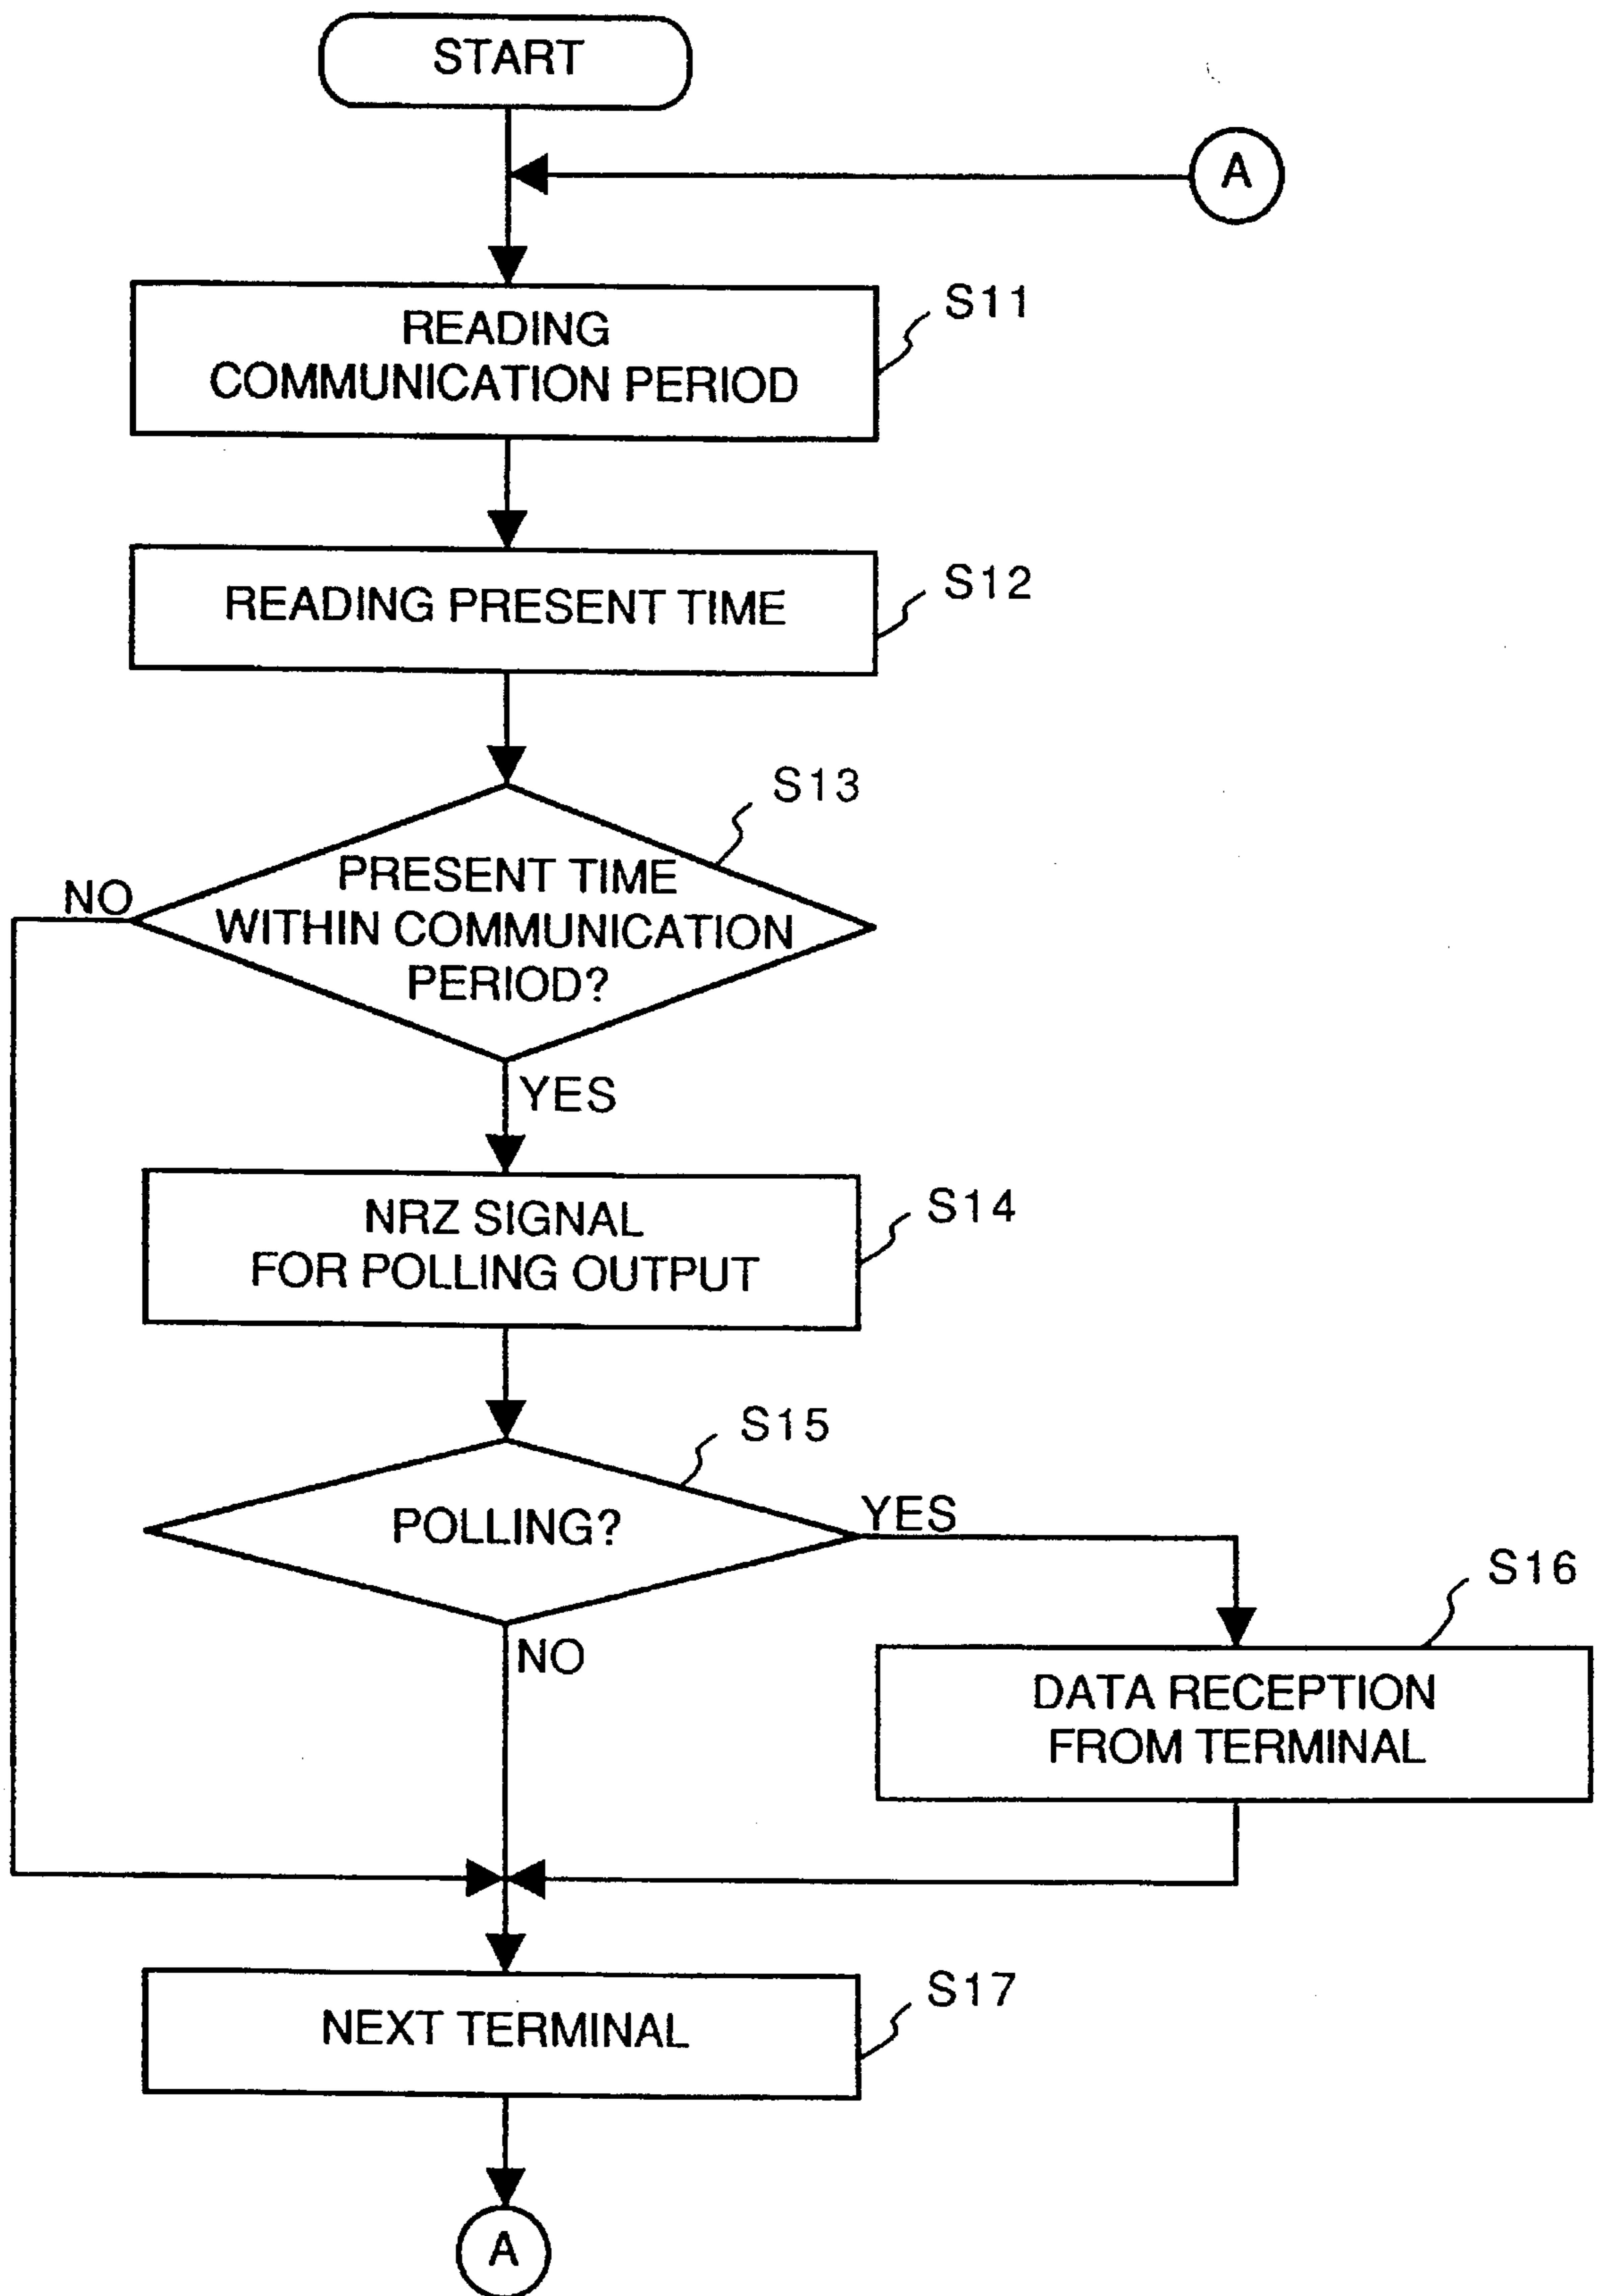 START
A
S11
READING
COMMUNICATION PERIOD
S12
READING PRESENT TIME
S13
PRESENT TIME
WITHIN COMMUNICATION
PERIOD?
NO
YES
S14
NRZ SIGNAL
FOR POLLING OUTPUT
S15
POLLING?
YES
NO
S16
DATA RECEPTION
FROM TERMINAL
S17
NEXT TERMINAL
A